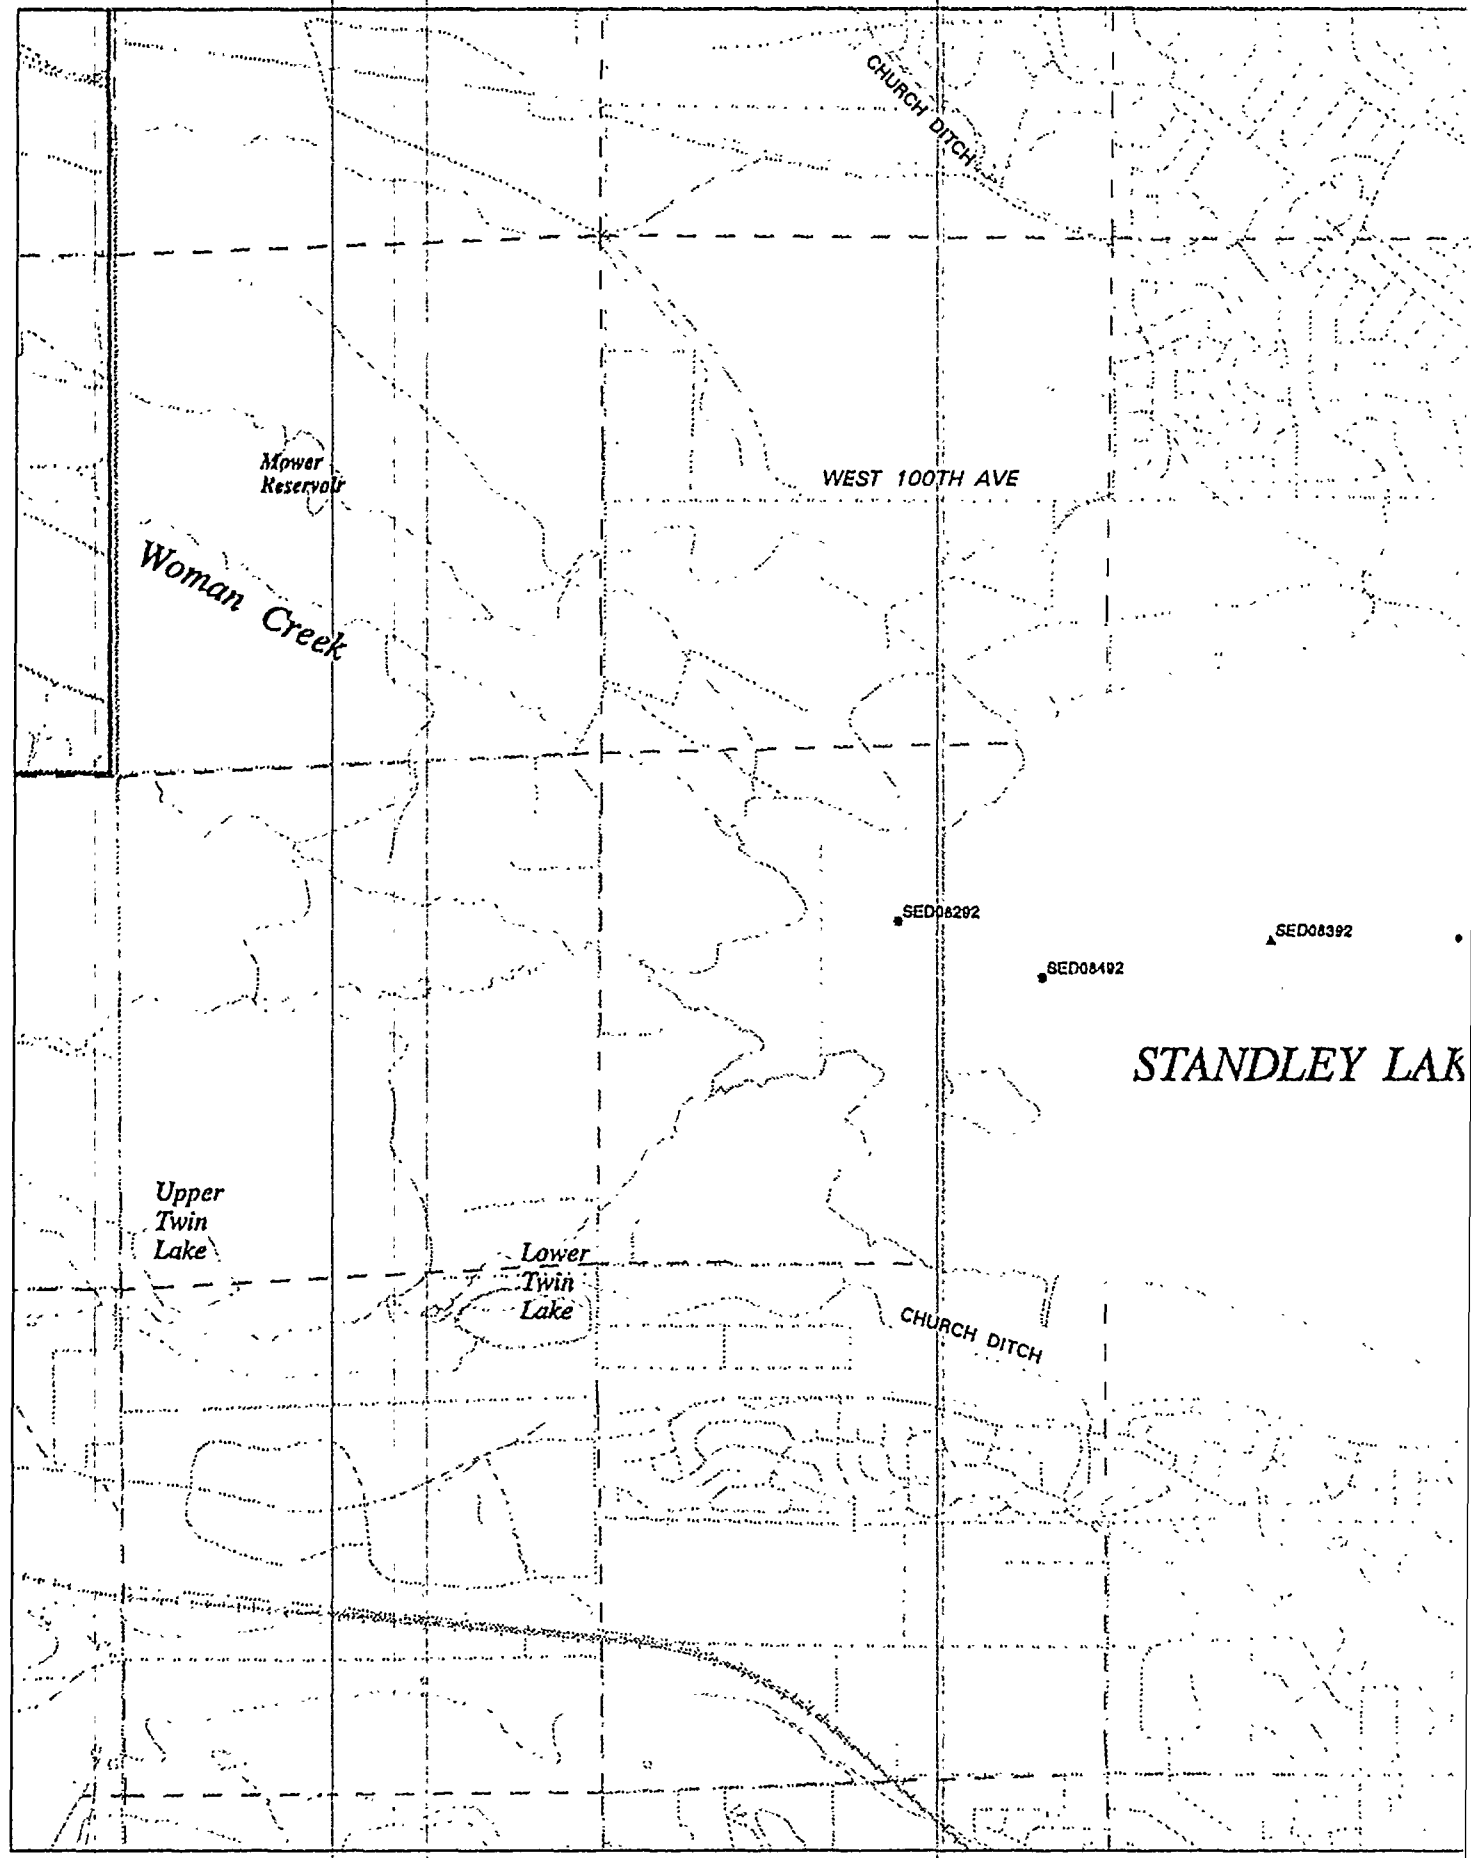 CHURCH DITCH
Mower
Reservoir
WEST 100TH AVE
Woman Creek
SED08292
SED08392
SED08492
STANDLEY LAK
Upper
Twin
Lake
Lower
Twin
Lake
CHURCH DITCH